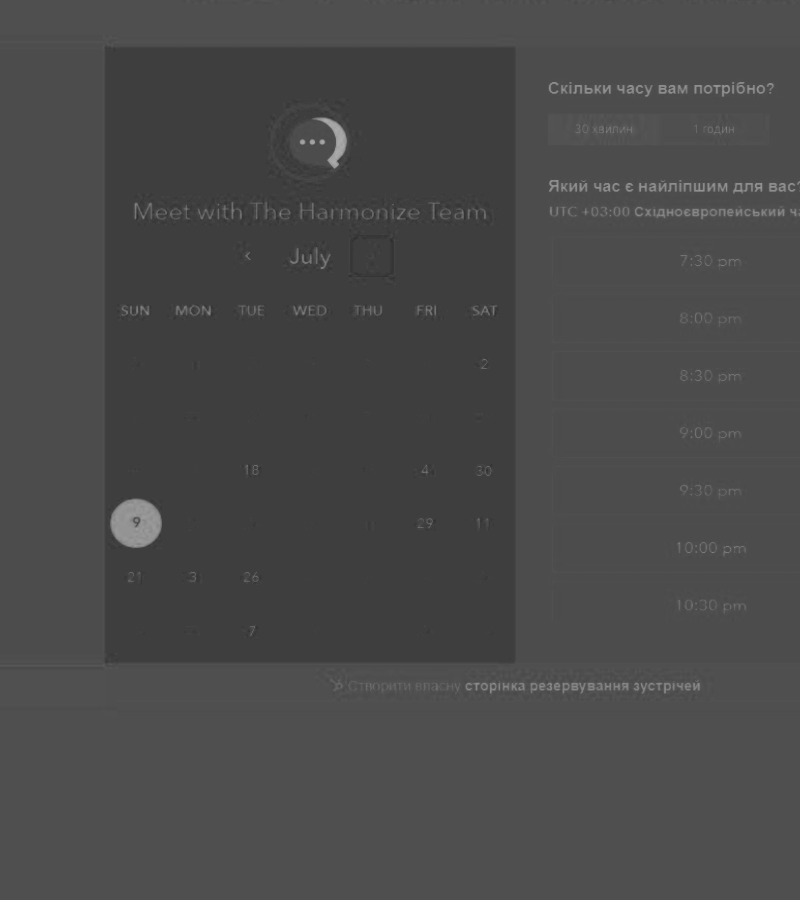 Meet with The Harmonize Team
July
SUN MON TUE WED THU FRI SAT
2
18 4 30
9 29 11
21 3 26
7
Скільки часу вам потрібно?
30 хвилин 1 годин
Який час є найліпшим для вас?
UTC +03:00 Східноєвропейський
7:30 pm
8:00 pm
8:30 pm
9:00 pm
9:30 pm
10:00 pm
10:30 pm
Створити власну сторінка резервування зустрічей